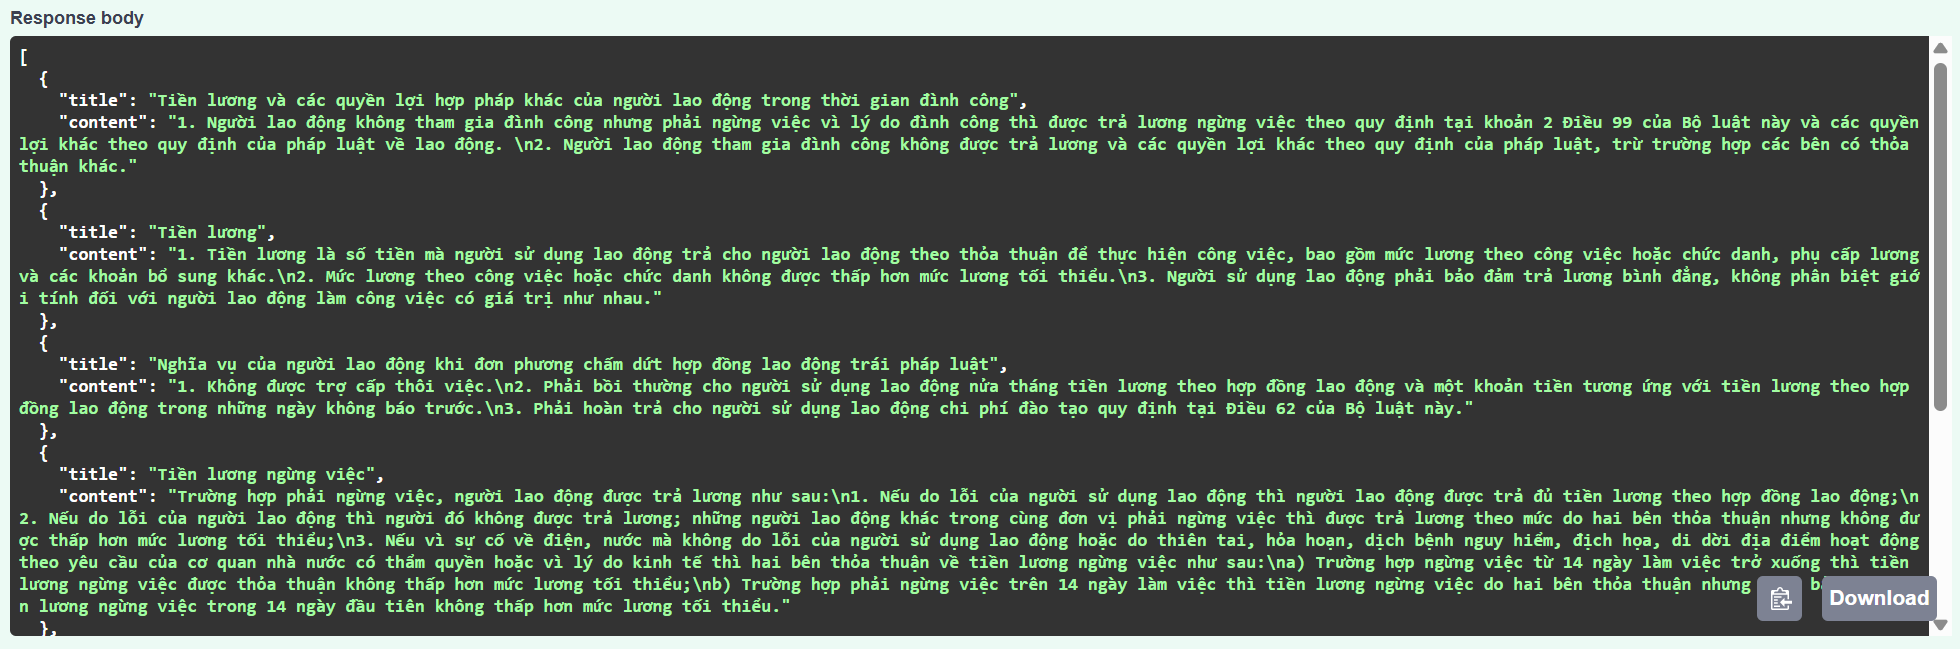 Response body
[
  {
    "title": "Tiền lương và các quyền lợi hợp pháp khác của người lao động trong thời gian đình công",
    "content": "1. Người lao động không tham gia đình công nhưng phải ngừng việc vì lý do đình công thì được trả lương ngừng việc theo quy định tại khoản 2 Điều 99 của Bộ luật này và các quyền
lợi khác theo quy định của pháp luật về lao động. \n2. Người lao động tham gia đình công không được trả lương và các quyền lợi khác theo quy định của pháp luật, trừ trường hợp các bên có thỏa
thuận khác."
  },
  {
    "title": "Tiền lương",
    "content": "1. Tiền lương là số tiền mà người sử dụng lao động trả cho người lao động theo thỏa thuận để thực hiện công việc, bao gồm mức lương theo công việc hoặc chức danh, phụ cấp lương
và các khoản bổ sung khác.\n2. Mức lương theo công việc hoặc chức danh không được thấp hơn mức lương tối thiểu.\n3. Người sử dụng lao động phải bảo đảm trả lương bình đẳng, không phân biệt giớ
i tính đối với người lao động làm công việc có giá trị như nhau."
  },
  {
    "title": "Nghĩa vụ của người lao động khi đơn phương chấm dứt hợp đồng lao động trái pháp luật",
    "content": "1. Không được trợ cấp thôi việc.\n2. Phải bồi thường cho người sử dụng lao động nửa tháng tiền lương theo hợp đồng lao động và một khoản tiền tương ứng với tiền lương theo hợp
đồng lao động trong những ngày không báo trước.\n3. Phải hoàn trả cho người sử dụng lao động chi phí đào tạo quy định tại Điều 62 của Bộ luật này."
  },
  {
    "title": "Tiền lương ngừng việc",
    "content": "Trường hợp phải ngừng việc, người lao động được trả lương như sau:\n1. Nếu do lỗi của người sử dụng lao động thì người lao động được trả đủ tiền lương theo hợp đồng lao động;\n
2. Nếu do lỗi của người lao động thì người đó không được trả lương; những người lao động khác trong cùng đơn vị phải ngừng việc thì được trả lương theo mức do hai bên thỏa thuận nhưng không đư
ợc thấp hơn mức lương tối thiểu;\n3. Nếu vì sự cố về điện, nước mà không do lỗi của người sử dụng lao động hoặc do thiên tai, hỏa hoạn, dịch bệnh nguy hiểm, địch họa, di dời địa điểm hoạt động
theo yêu cầu của cơ quan nhà nước có thẩm quyền hoặc vì lý do kinh tế thì hai bên thỏa thuận về tiền lương ngừng việc như sau:\na) Trường hợp ngừng việc từ 14 ngày làm việc trở xuống thì tiền
lương ngừng việc được thỏa thuận không thấp hơn mức lương tối thiểu;\nb) Trường hợp phải ngừng việc trên 14 ngày làm việc thì tiền lương ngừng việc do hai bên thỏa thuận nhưng
n lương ngừng việc trong 14 ngày đầu tiên không thấp hơn mức lương tối thiểu."
  },
Download